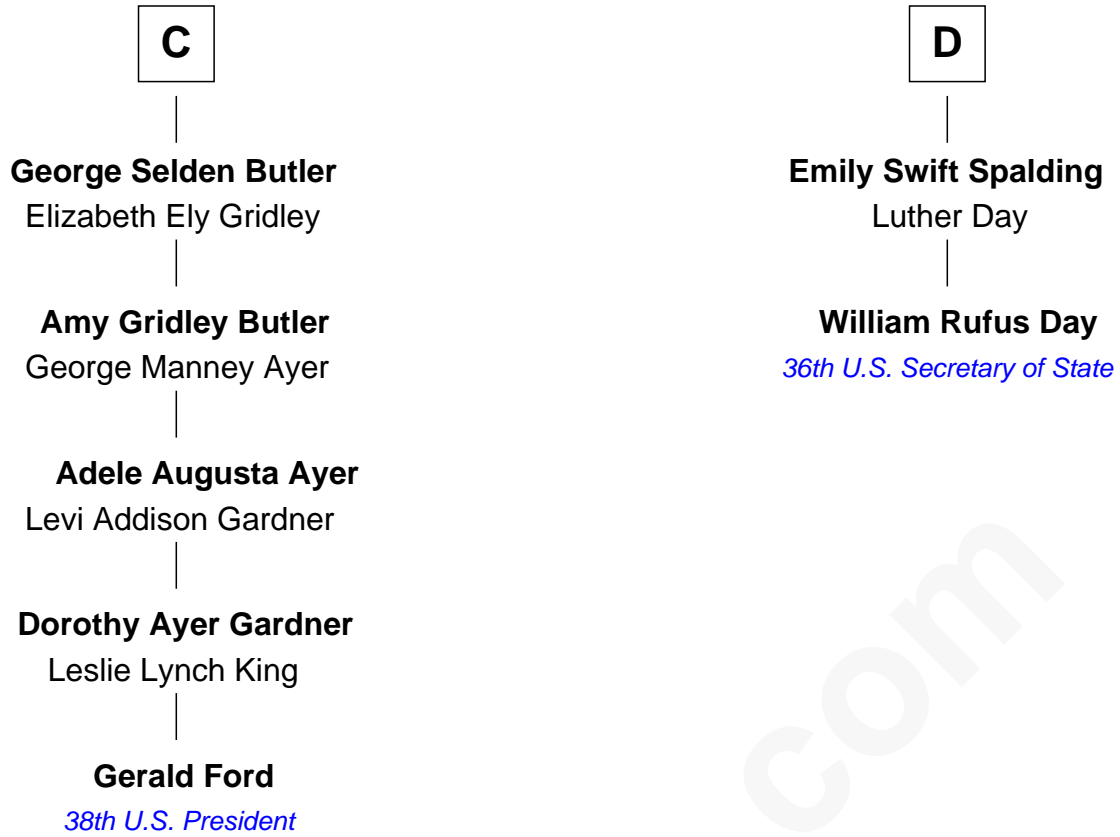 C
George Selden Butler
Elizabeth Ely Gridley
Amy Gridley Butler
George Manney Ayer
Adele Augusta Ayer
Levi Addison Gardner
Dorothy Ayer Gardner
Leslie Lynch King
Gerald Ford
38th U.S. President
D
Emily Swift Spalding
Luther Day
William Rufus Day
36th U.S. Secretary of State
com